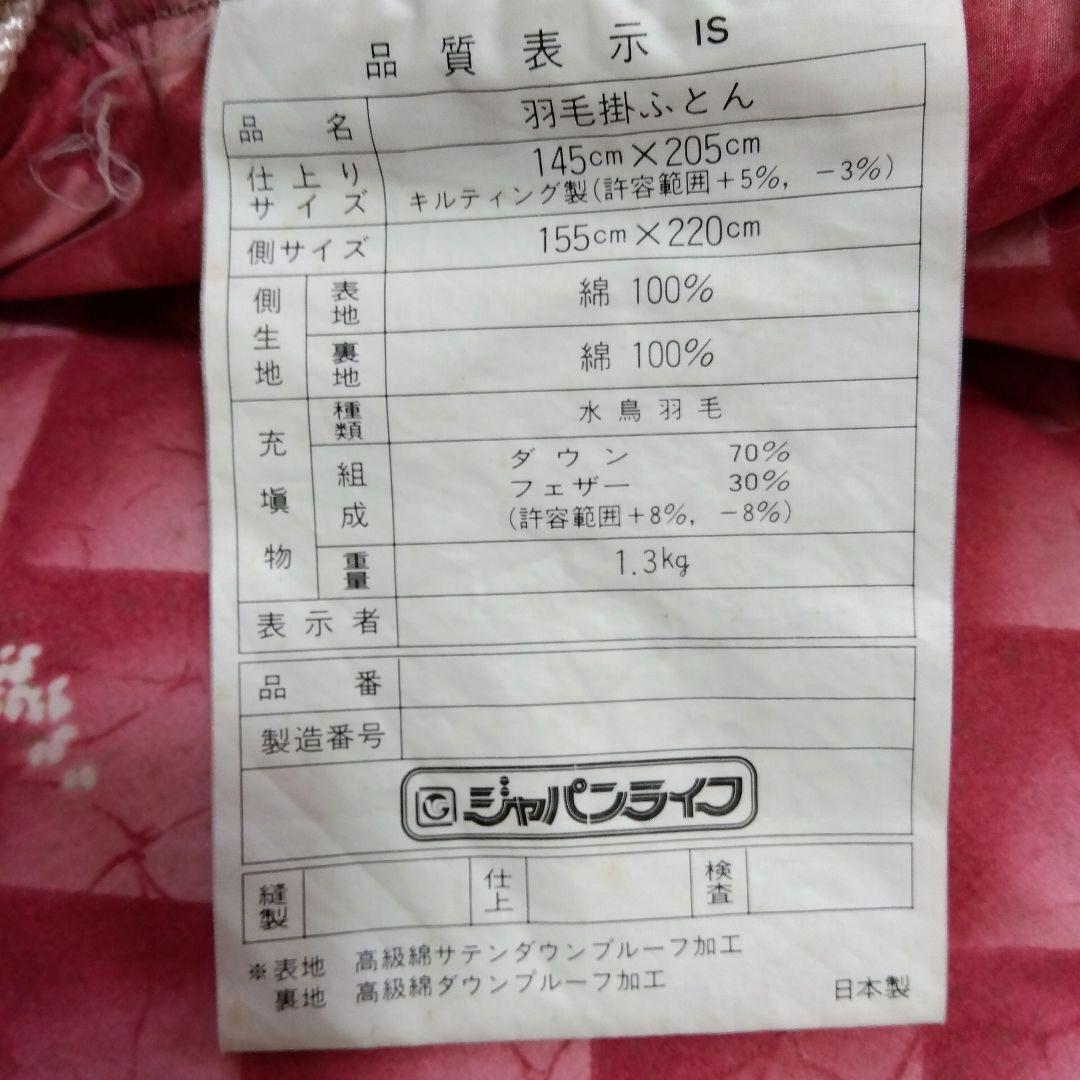 品質表示 IS
品名 羽毛掛ふとん
仕上り 145cm×205cm
サイズ キルティング製(許容範囲+5%, -3%)
側サイズ 155cm×220cm
側生地 表地 綿 100%
裏地 綿 100%
充塡物 種類 水鳥羽毛
組成 ダウン 70%
フェザー 30%
(許容範囲+8%, -8%)
重量 1.3kg
表示者
品番
製造番号
ジャパンライフ
縫製 仕上 検査
※表地 高級綿サテンダウンプルーフ加工
裏地 高級綿ダウンプルーフ加工
日本製